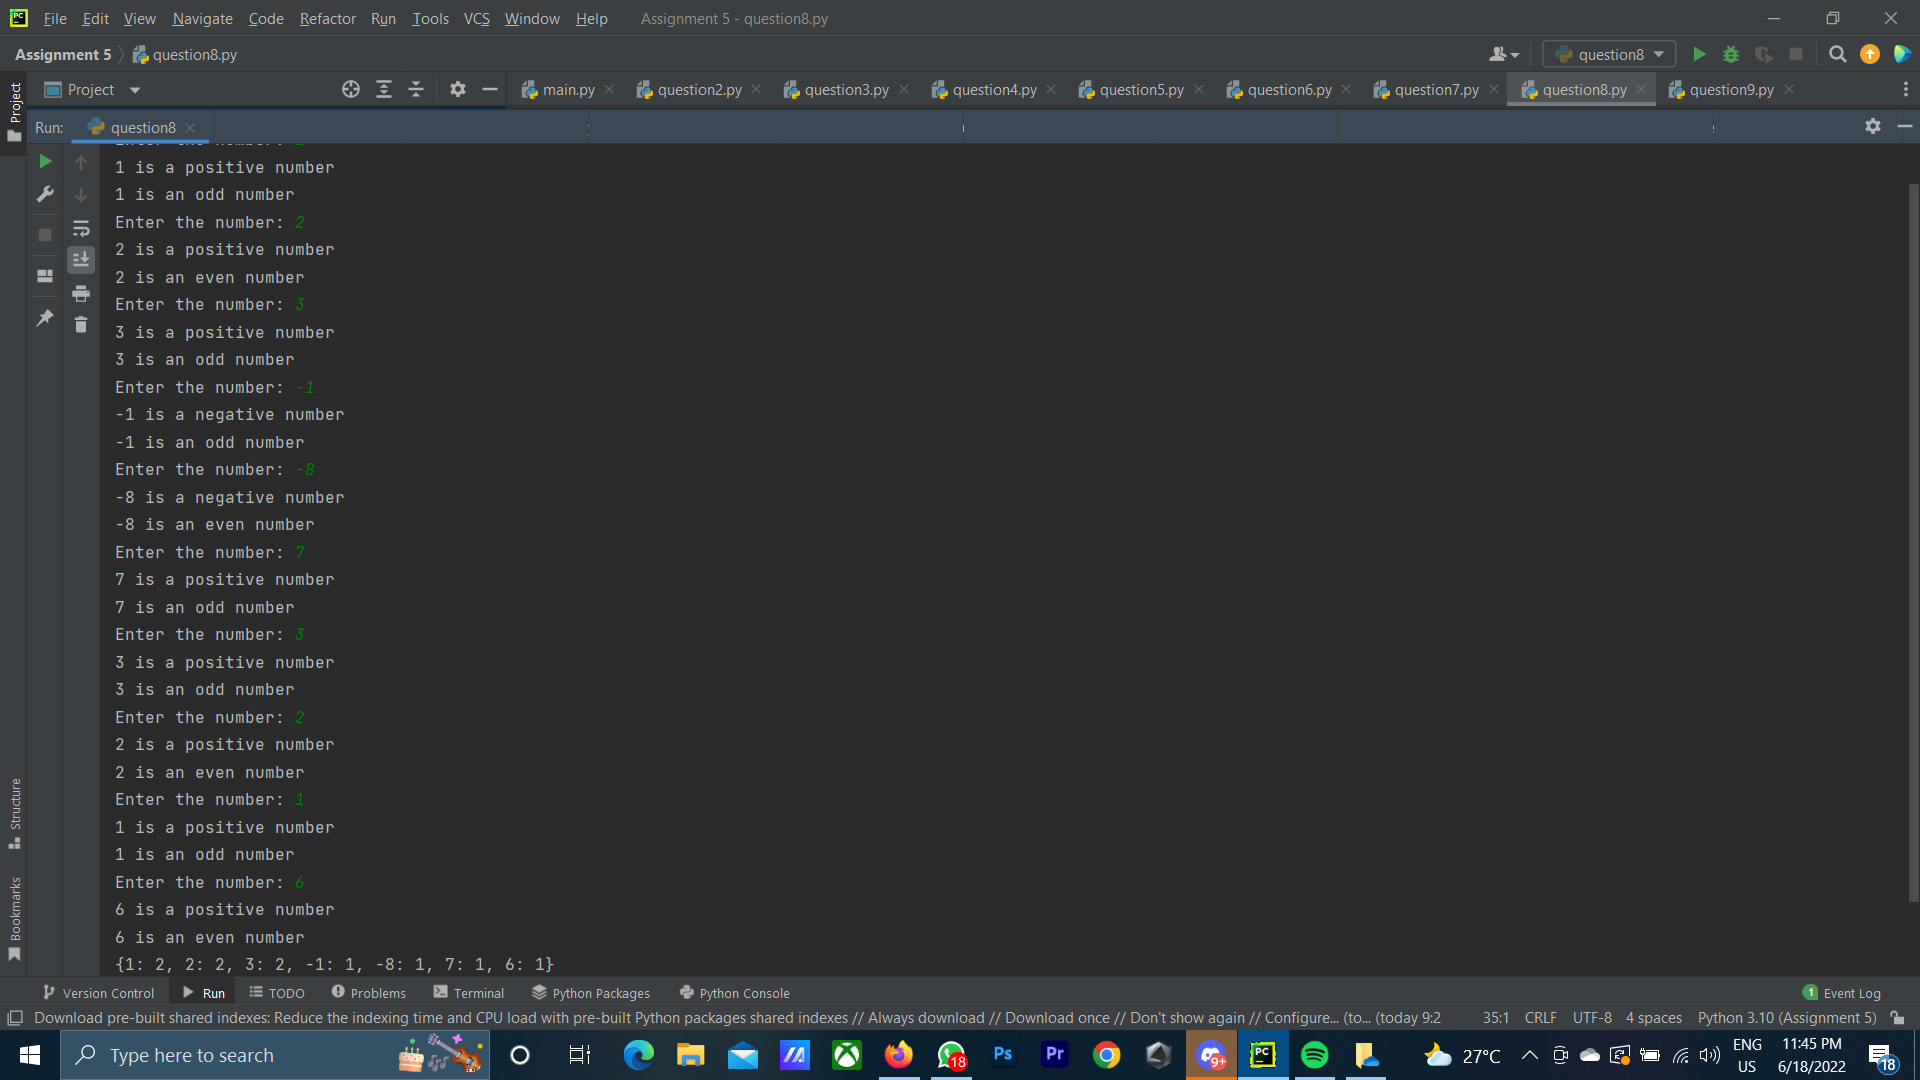 File Edit View Navigate Code Refactor Run Tools VCS Window Help Assignment 5 - question8.py
Assignment 5 question8.py question8
Project main.py question2.py question3.py question4.py question5.py question6.py question7.py question8.py question9.py
Project
Run: question8
1 is a positive number
1 is an odd number
Enter the number: 2
2 is a positive number
2 is an even number
Enter the number: 3
3 is a positive number
3 is an odd number
Enter the number: -1
-1 is a negative number
-1 is an odd number
Enter the number: -8
-8 is a negative number
-8 is an even number
Enter the number: 7
7 is a positive number
7 is an odd number
Enter the number: 3
3 is a positive number
3 is an odd number
Enter the number: 2
2 is a positive number
2 is an even number
Enter the number: 1
1 is a positive number
1 is an odd number
Enter the number: 6
6 is a positive number
6 is an even number
{1: 2, 2: 2, 3: 2, -1: 1, -8: 1, 7: 1, 6: 1}
Structure
Bookmarks
Version Control Run TODO Problems Terminal Python Packages Python Console 1 Event Log
Download pre-built shared indexes: Reduce the indexing time and CPU load with pre-built Python packages shared indexes // Always download // Download once // Don't show again // Configure... (to... (today 9:2 35:1 CRLF UTF-8 4 spaces Python 3.10 (Assignment 5)
Type here to search 18 Ps Pr 9+ PC 27°C ENG 11:45 PM
US 6/18/2022 18